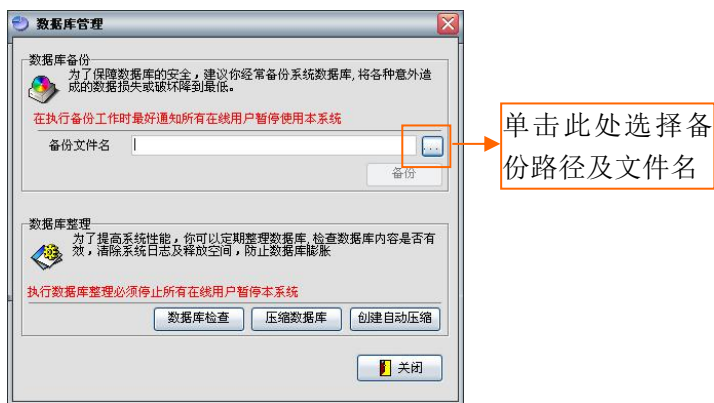 数据库管理
数据库备份
为了保障数据库的安全，建议你经常备份系统数据库,将各种意外造
成的数据损失或破坏降到最低。
在执行备份工作时最好通知所有在线用户暂停使用本系统
备份文件名
...
单击此处选择备
份路径及文件名
备份
数据库整理
为了提高系统性能，你可以定期整理数据库,检查数据库内容是否有
效，清除系统日志及释放空间，防止数据库膨胀
执行数据库整理必须停止所有在线用户暂停本系统
数据库检查 压缩数据库 创建自动压缩
关闭